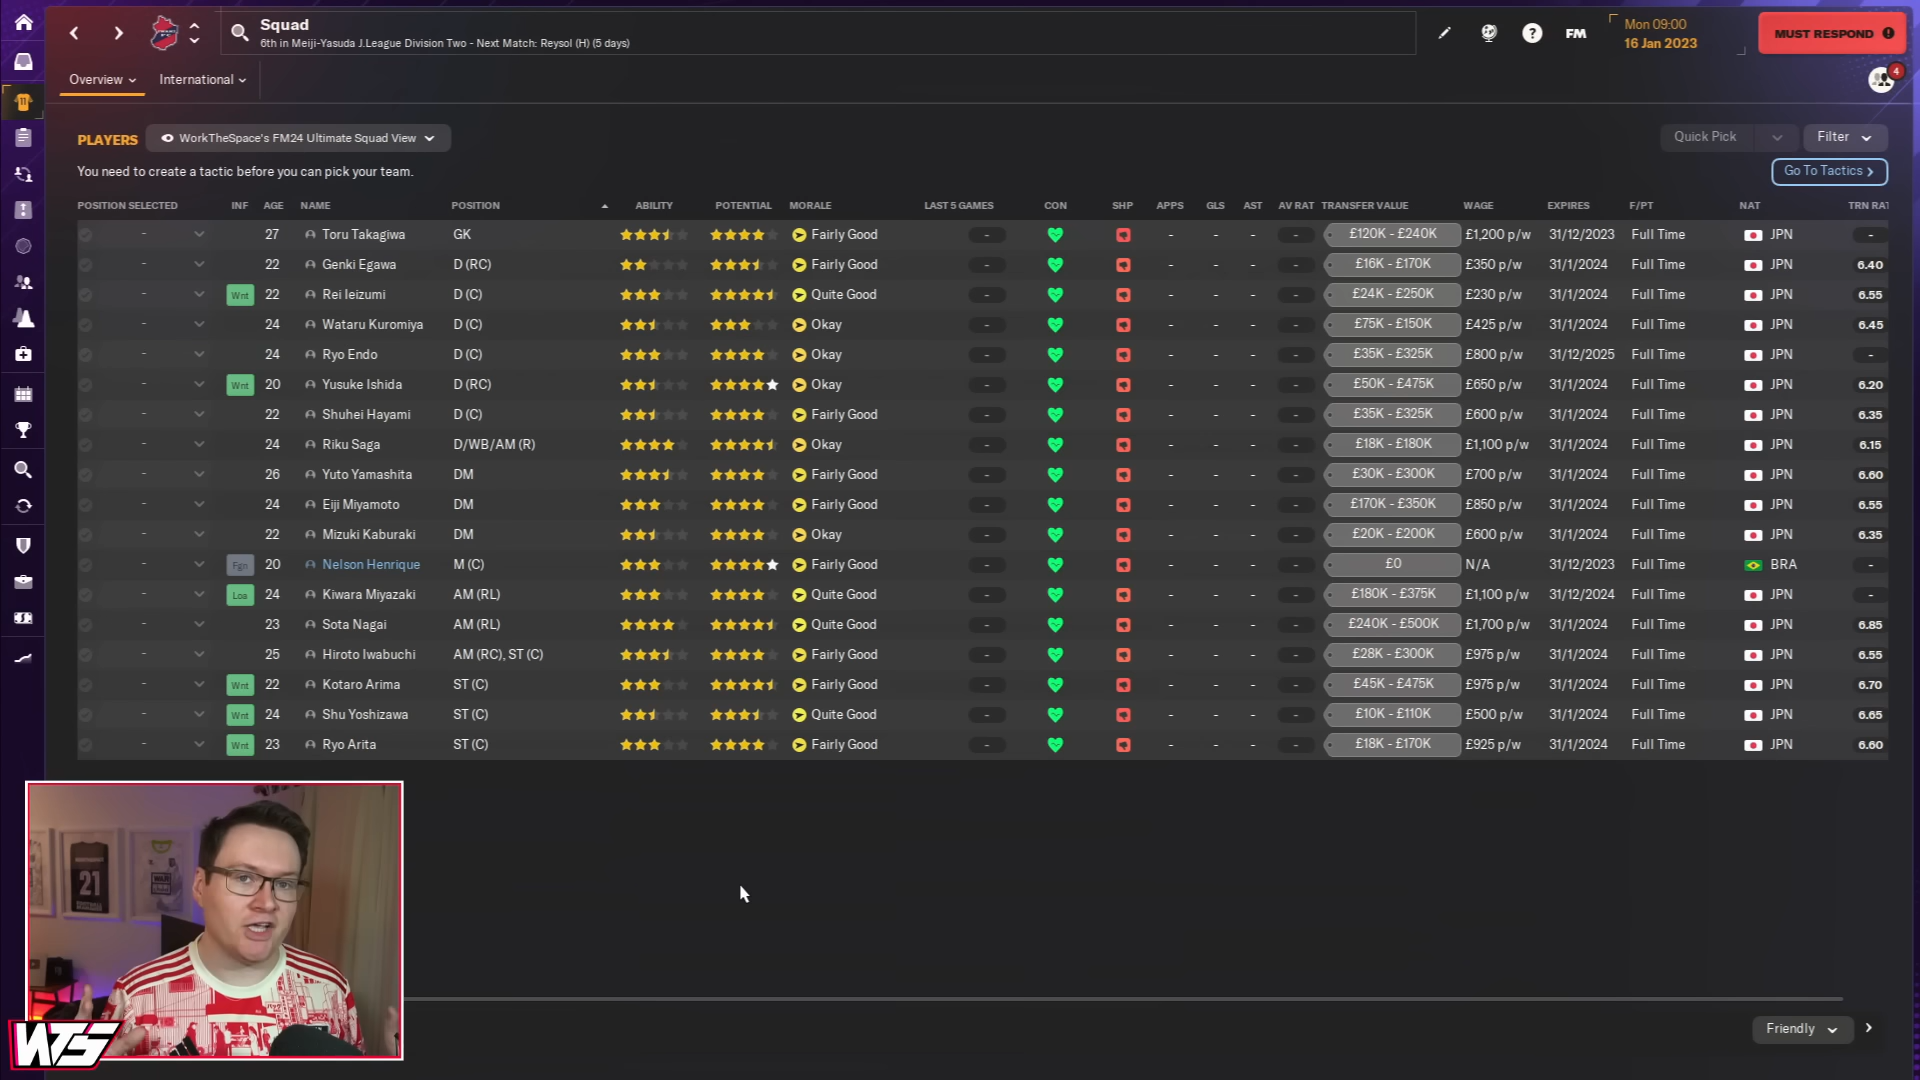 Squad
6th in Meiji-Yasuda J.League Division Two - Next Match: Reysol (H) (5 days)
FM
Mon 09:00
16 Jan 2023
MUST RESPOND
Overview
International
4
PLAYERS
WorkTheSpace's FM24 Ultimate Squad View
Quick Pick
Filter
You need to create a tactic before you can pick your team.
Go To Tactics
POSITION SELECTED INF AGE NAME POSITION ABILITY POTENTIAL MORALE LAST 5 GAMES CON SHP APPS GLS AST AV RAT TRANSFER VALUE WAGE EXPIRES F/PT NAT TRN RAT
- 27 Toru Takagiwa GK Fairly Good - - - - - £120K - £240K £1,200 p/w 31/12/2023 Full Time JPN -
- 22 Genki Egawa D (RC) Fairly Good - - - - - £16K - £170K £350 p/w 31/1/2024 Full Time JPN 6.40
- Wnt 22 Rei Ieizumi D (C) Quite Good - - - - - £24K - £250K £230 p/w 31/1/2024 Full Time JPN 6.55
- 24 Wataru Kuromiya D (C) Okay - - - - - £75K - £150K £425 p/w 31/1/2024 Full Time JPN 6.45
- 24 Ryo Endo D (C) Okay - - - - - £35K - £325K £800 p/w 31/12/2025 Full Time JPN -
- Wnt 20 Yusuke Ishida D (RC) Okay - - - - - £50K - £475K £650 p/w 31/1/2024 Full Time JPN 6.20
- 22 Shuhei Hayami D (C) Fairly Good - - - - - £35K - £325K £600 p/w 31/1/2024 Full Time JPN 6.35
- 24 Riku Saga D/WB/AM (R) Okay - - - - - £18K - £180K £1,100 p/w 31/1/2024 Full Time JPN 6.15
- 26 Yuto Yamashita DM Fairly Good - - - - - £30K - £300K £700 p/w 31/1/2024 Full Time JPN 6.60
- 24 Eiji Miyamoto DM Fairly Good - - - - - £170K - £350K £850 p/w 31/1/2024 Full Time JPN 6.55
- 22 Mizuki Kaburaki DM Okay - - - - - £20K - £200K £600 p/w 31/1/2024 Full Time JPN 6.35
- Fgn 20 Nelson Henrique M (C) Fairly Good - - - - - £0 N/A 31/12/2023 Full Time BRA -
- Loa 24 Kiwara Miyazaki AM (RL) Quite Good - - - - - £180K - £375K £1,100 p/w 31/12/2024 Full Time JPN -
- 23 Sota Nagai AM (RL) Quite Good - - - - - £240K - £500K £1,700 p/w 31/1/2024 Full Time JPN 6.85
- 25 Hiroto Iwabuchi AM (RC), ST (C) Fairly Good - - - - - £28K - £300K £975 p/w 31/1/2024 Full Time JPN 6.55
- Wnt 22 Kotaro Arima ST (C) Fairly Good - - - - - £45K - £475K £975 p/w 31/1/2024 Full Time JPN 6.70
- Wnt 24 Shu Yoshizawa ST (C) Quite Good - - - - - £10K - £110K £500 p/w 31/1/2024 Full Time JPN 6.65
- Wnt 23 Ryo Arita ST (C) Fairly Good - - - - - £18K - £170K £925 p/w 31/1/2024 Full Time JPN 6.60
21
WTS
Friendly